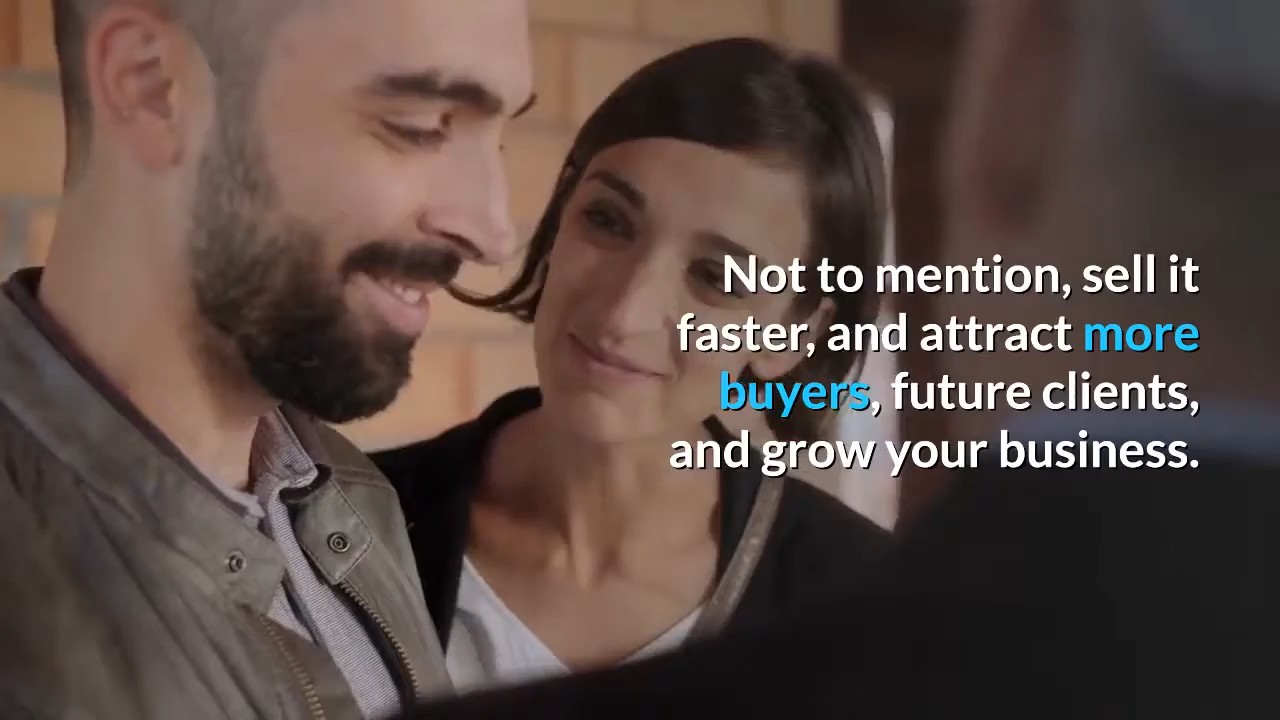 Not to mention, sell it
faster, and attract more
buyers, future clients,
and grow your business.